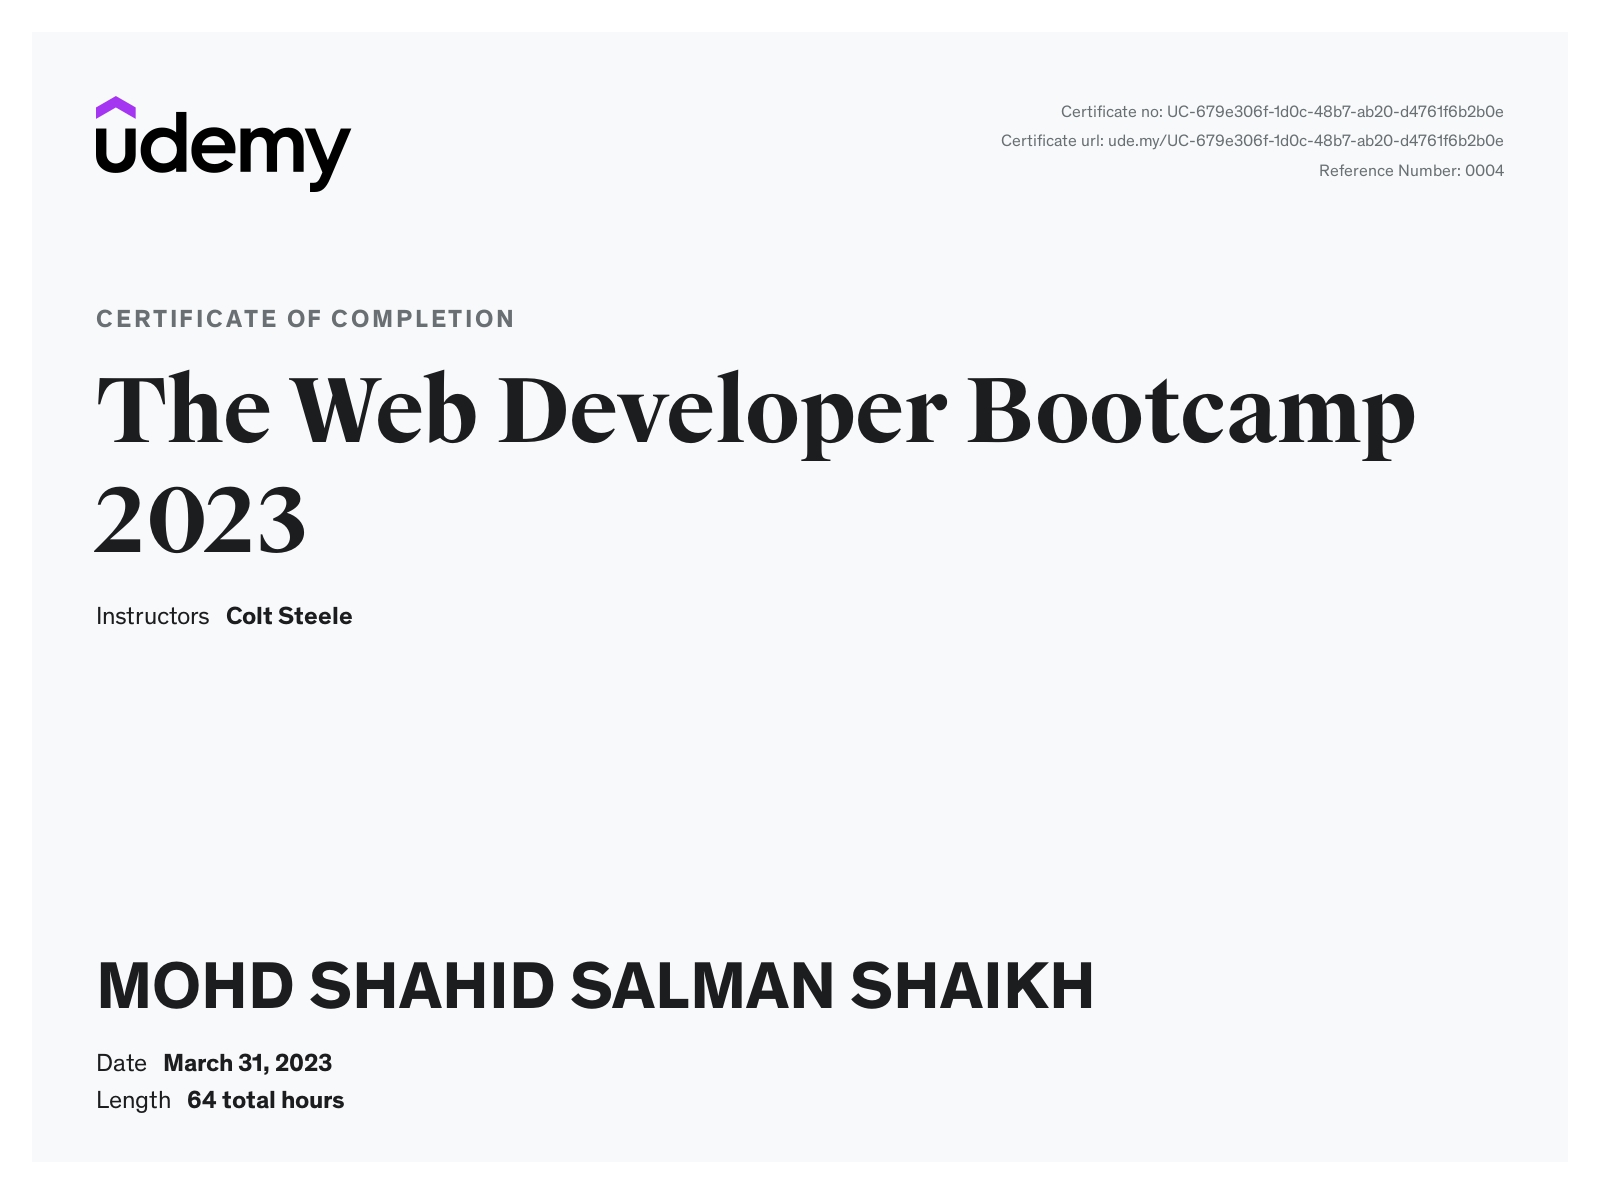 udemy
Certificate no: UC-679e306f-1d0c-48b7-ab20-d4761f6b2b0e
Certificate url: ude.my/UC-679e306f-1d0c-48b7-ab20-d4761f6b2b0e
Reference Number: 0004
CERTIFICATE OF COMPLETION
The Web Developer Bootcamp
2023
Instructors Colt Steele
MOHD SHAHID SALMAN SHAIKH
Date March 31, 2023
Length 64 total hours